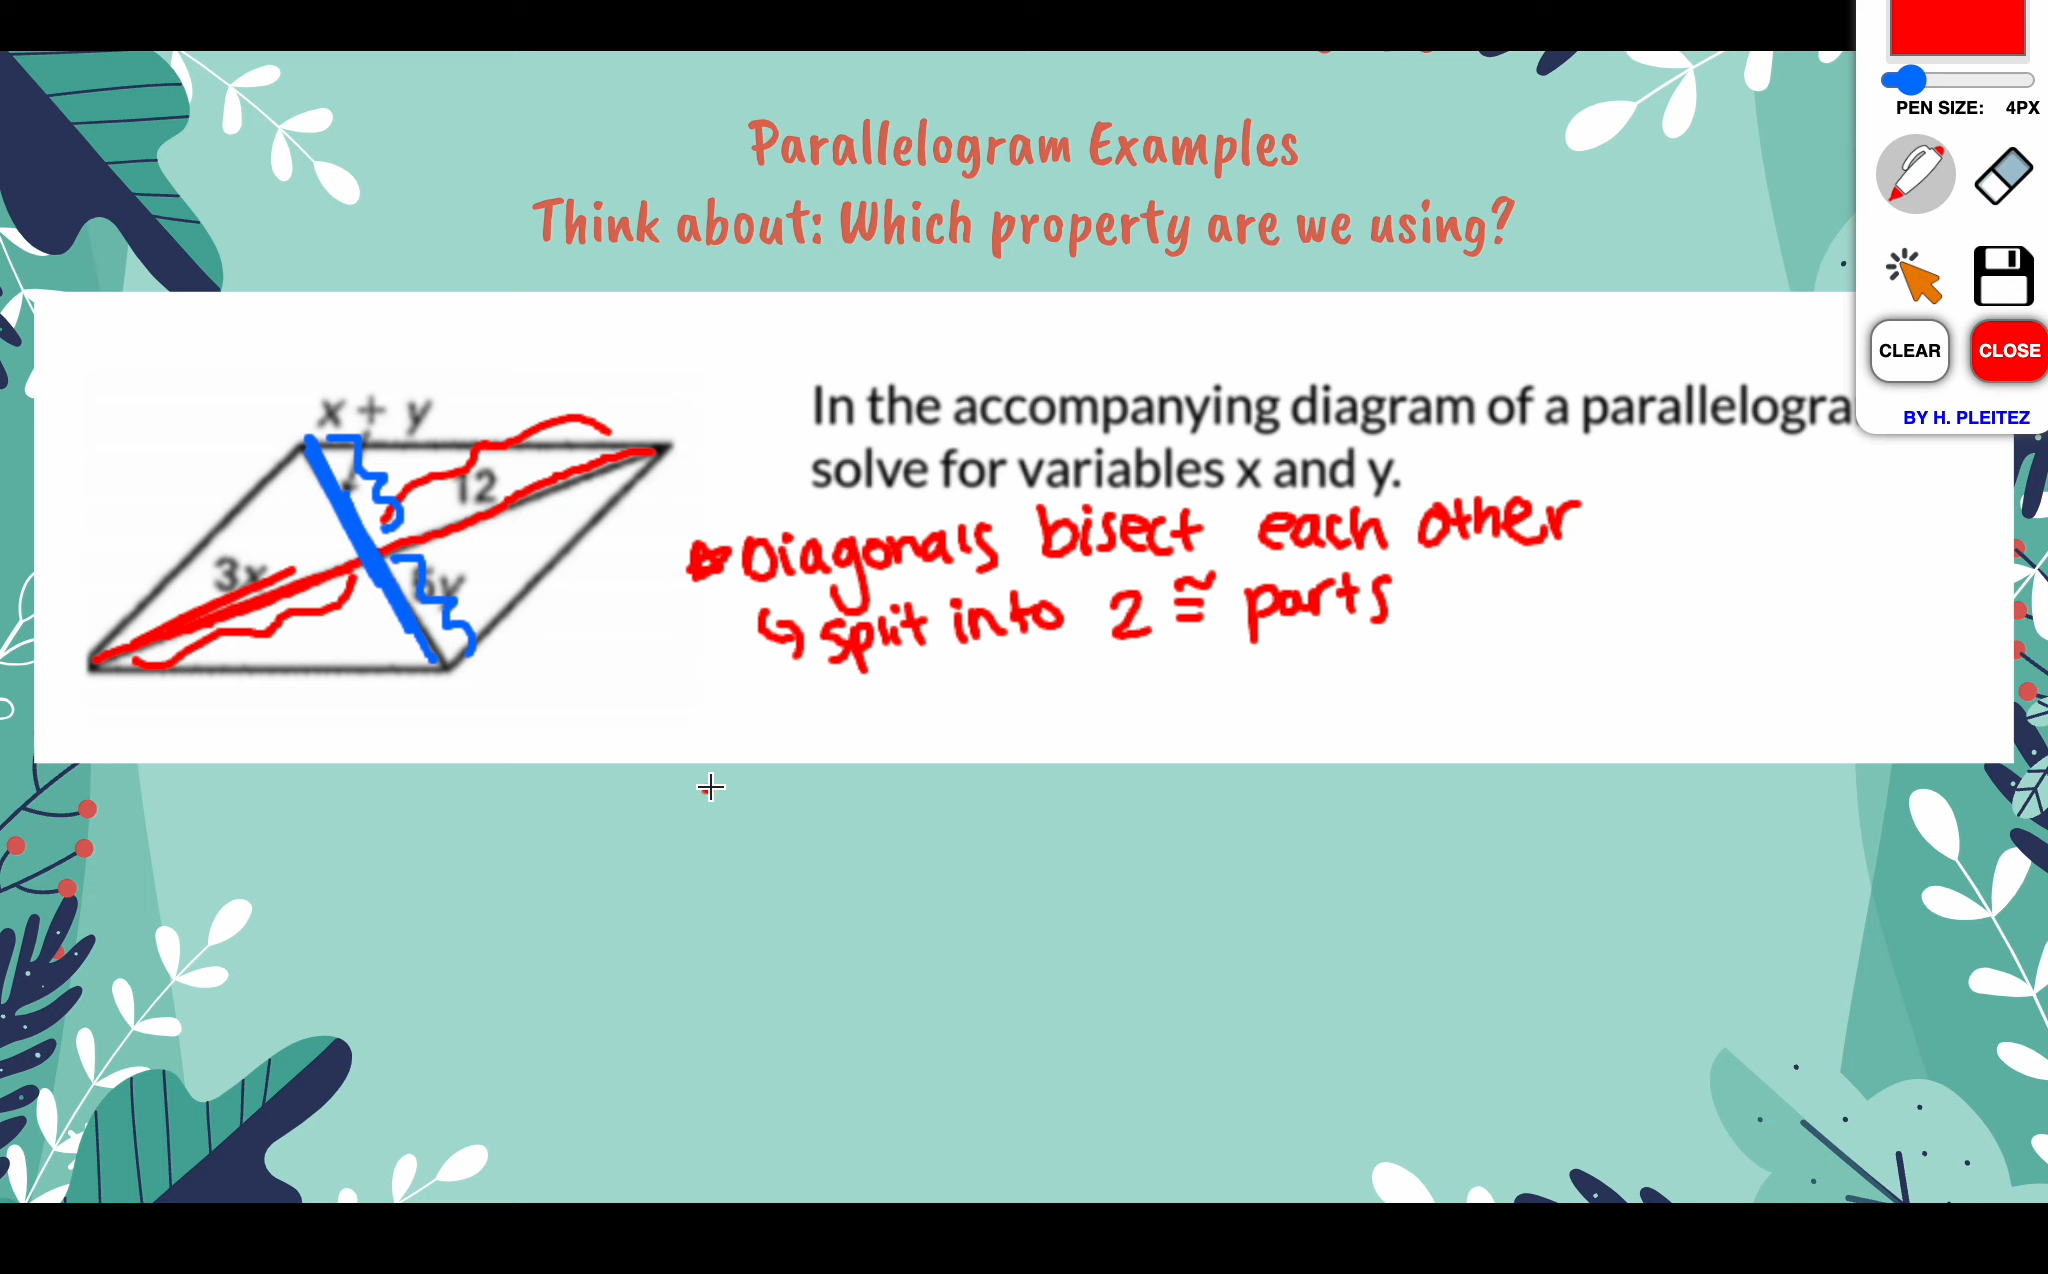 Parallelogram Examples
Think about: Which property are we using?
x + y
12
3x
5y
In the accompanying diagram of a
solve for variables x and y.
Diagonals bisect each other
split into 2 ≅ parts
PEN SIZE: 4PX
CLEAR
CLOSE
BY H. PLEITEZ